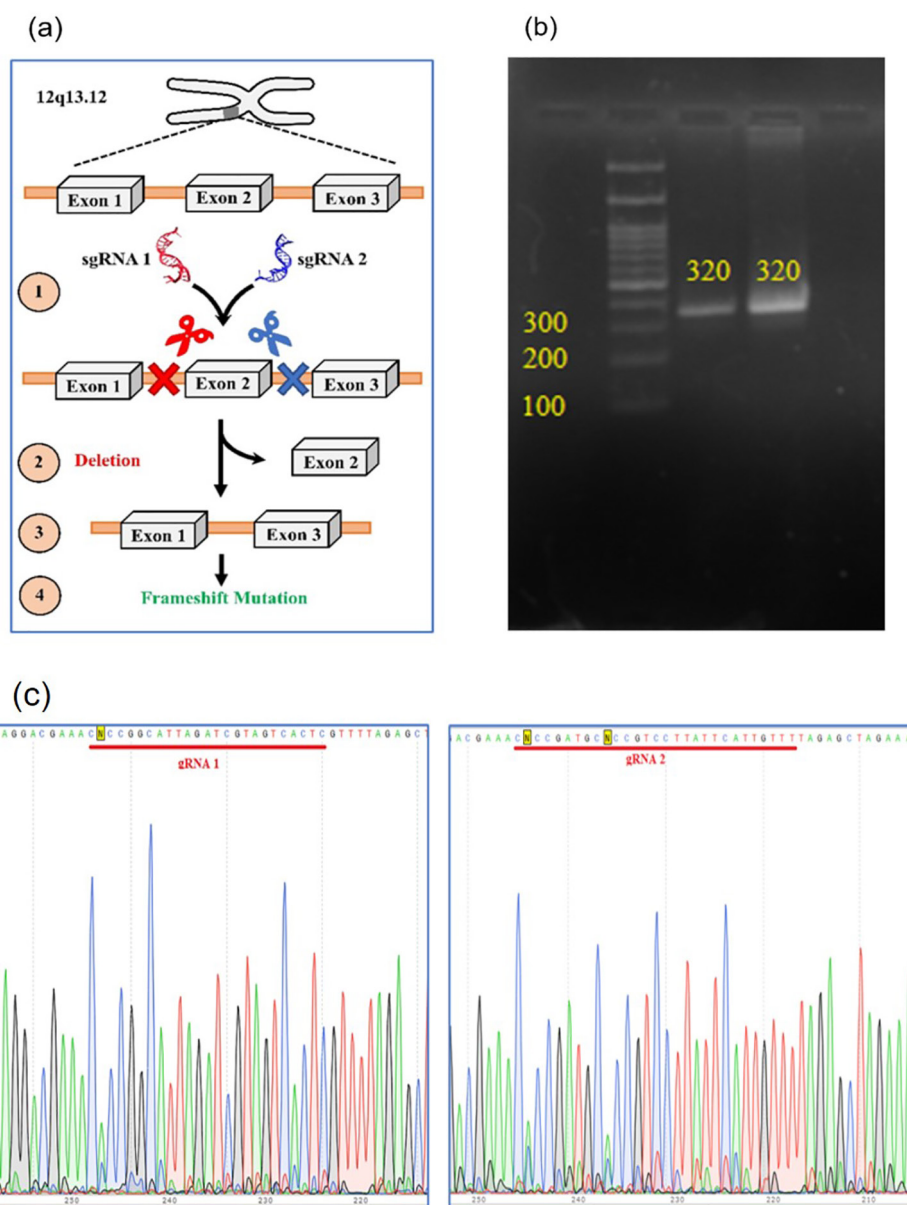 (a)
(b)
12q13.12
Exon 1
Exon 2
Exon 3
sgRNA 1
sgRNA 2
1
Exon 1
Exon 2
Exon 3
2
Deletion
Exon 2
3
Exon 1
Exon 3
4
Frameshift Mutation
320
320
300
200
100
(c)
AGGACGAAACNCCGGCATTAGATCGTAGTCACTCGTTTTAGAGCT
gRNA 1
250
240
230
220
ACGAAACNCCGATGCNCCGTCCTTATTCATTGTTTTAGAGCTAGAAA
gRNA 2
250
240
230
220
210